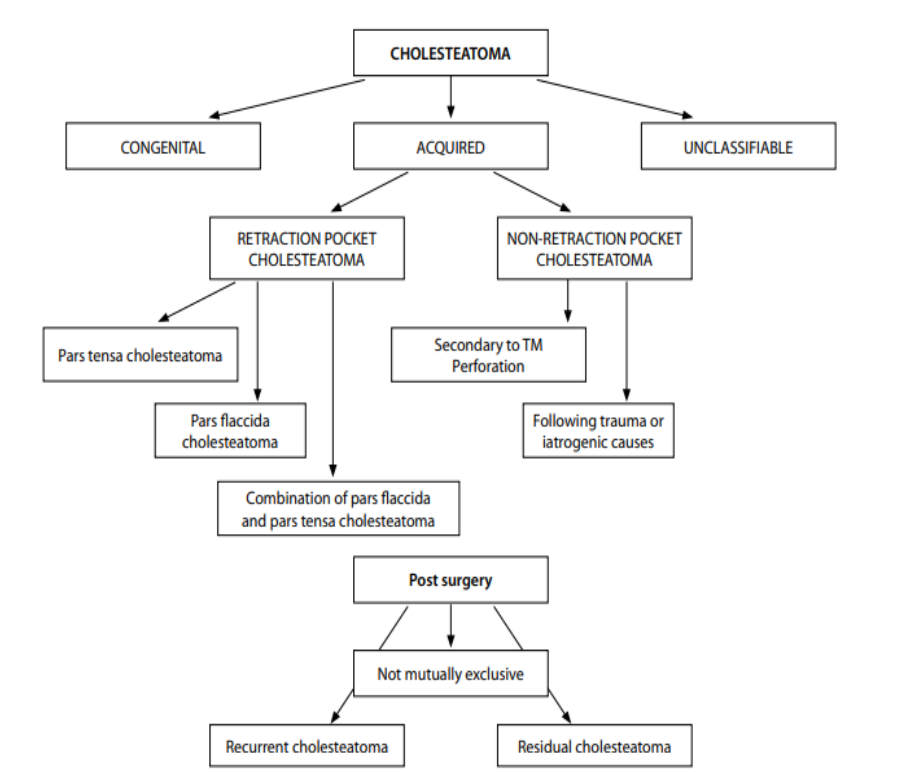 CHOLESTEATOMA
CONGENITAL
ACQUIRED
UNCLASSIFIABLE
RETRACTION POCKET
CHOLESTEATOMA
NON-RETRACTION POCKET
CHOLESTEATOMA
Pars tensa cholesteatoma
Secondary to TM
Perforation
Pars flaccida
cholesteatoma
Following trauma or
iatrogenic causes
Combination of pars flaccida
and pars tensa cholesteatoma
Post surgery
Not mutually exclusive
Recurrent cholesteatoma
Residual cholesteatoma